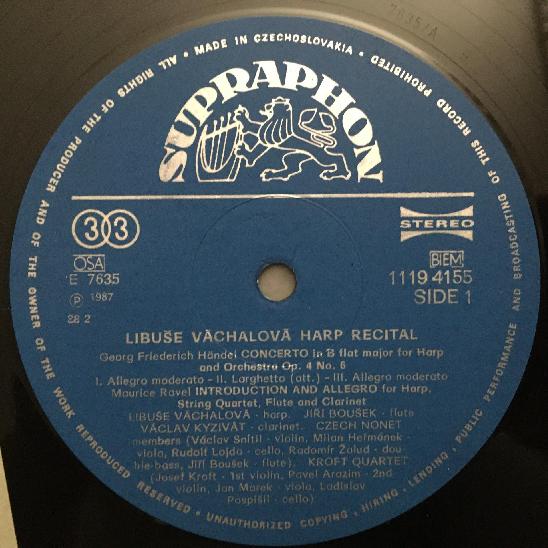 7635/A
ALL RIGHTS OF THE PRODUCER AND OF THE OWNER OF THE WORK REPRODUCED RESERVED • UNAUTHORIZED COPYING, HIRING, LENDING, PUBLIC PERFORMANCE AND BROADCASTING OF THIS RECORD PROHIBITED • MADE IN CZECHOSLOVAKIA •
SUPRAPHON
33
STEREO
OSA
BIEM
E 7635
1119 4155
℗ 1987
SIDE 1
88 2
LIBUŠE VÁCHALOVÁ HARP RECITAL
Georg Friederich Händel CONCERTO in B flat major for Harp
and Orchestra Op. 4 No. 6
I. Allegro moderato - II. Larghetto (att.) - III. Allegro moderato
Maurice Ravel INTRODUCTION AND ALLEGRO for Harp,
String Quartet, Flute and Clarinet
LIBUŠE VÁCHALOVÁ - harp. JIŘÍ BOUŠEK - flute
VÁCLAV KYZIVÁT - clarinet. CZECH NONET
members (Václav Snítil - violin, Milan Heřmánek -
viola, Rudolf Lojda - cello, Radomír Žalud - dou-
ble-bass, Jiří Boušek - flute). KROFT QUARTET
(Josef Kroft - 1st violin, Pavel Arazim - 2nd
violin, Jan Marek - viola, Ladislav
Pospíšil - cello)